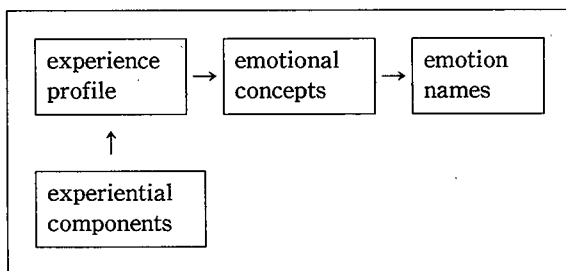 experience
profile
→
emotional
concepts
→
emotion
names
↑
experiential
components